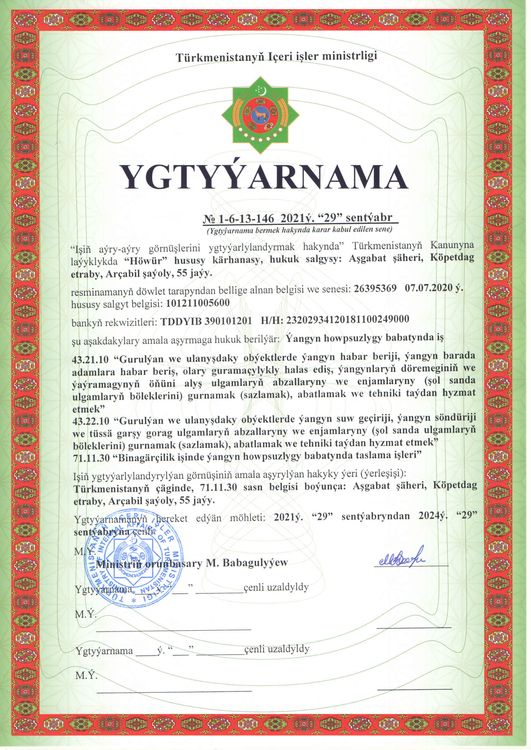 Türkmenistanyň Içeri işler ministrligi
YGTYÝARNAMA
№ 1-6-13-146 2021ý. “29” sentýabr
(Ygtyýarnama bermek hakynda karar kabul edilen sene)
“Işiň aýry-aýry görnüşlerini ygtyýarlylandyrmak hakynda” Türkmenistanyň Kanunyna
laýyklykda “Höwür” hususy kärhanasy, hukuk salgysy: Aşgabat şäheri, Köpetdag
etraby, Arçabil şaýoly, 55 jaýy.
resminamanyň döwlet tarapyndan bellige alnan belgisi we senesi: 26395369 07.07.2020 ý.
hususy salgyt belgisi: 101211005600
bankyň rekwizitleri: TDDYIB 390101201 H/H: 23202934120181100249000
şu aşakdakylary amala aşyrmaga hukuk berilýär: Ýangyn howpsuzlygy babatynda iş
43.21.10 “Gurulýan we ulanyşdaky obýektlerde ýangyn habar beriji, ýangyn barada
adamlara habar beriş, olary guramaçylykly halas ediş, ýangynlaryň döremeginiň we
ýaýramagynyň öňüni alyş ulgamlaryň abzallaryny we enjamlaryny (şol sanda
ulgamlaryň böleklerini) gurnamak (sazlamak), abatlamak we tehniki taýdan hyzmat
etmek”
43.22.10 “Gurulýan we ulanyşdaky obýektlerde ýangyn suw geçiriji, ýangyn söndüriji
we tüssä garşy gorag ulgamlaryň abzallaryny we enjamlaryny (şol sanda ulgamlaryň
böleklerini) gurnamak (sazlamak), abatlamak we tehniki taýdan hyzmat etmek”
71.11.30 “Binagärçilik işinde ýangyn howpsuzlygy babatynda taslama işleri”
Işiň ygtyýarlylandyrylýan görnüşiniň amala aşyrylýan hakyky ýeri (ýerleşişi):
Türkmenistanyň çäginde, 71.11.30 sasn belgisi boýunça: Aşgabat şäheri, Köpetdag
etraby, Arçabil şaýoly, 55 jaýy.
Ygtyýarnamanyň hereket edýän möhleti: 2021ý. “29” sentýabryndan 2024ý. “29”
sentýabryna çenli
M.Ý.
Ministriň orunbasary M. Babagulyýew
Ygtyýarnama ” çenli uzaldyldy
M.Ý.
Ygtyýarnama ____ý. “___” __________çenli uzaldyldy
M.Ý.